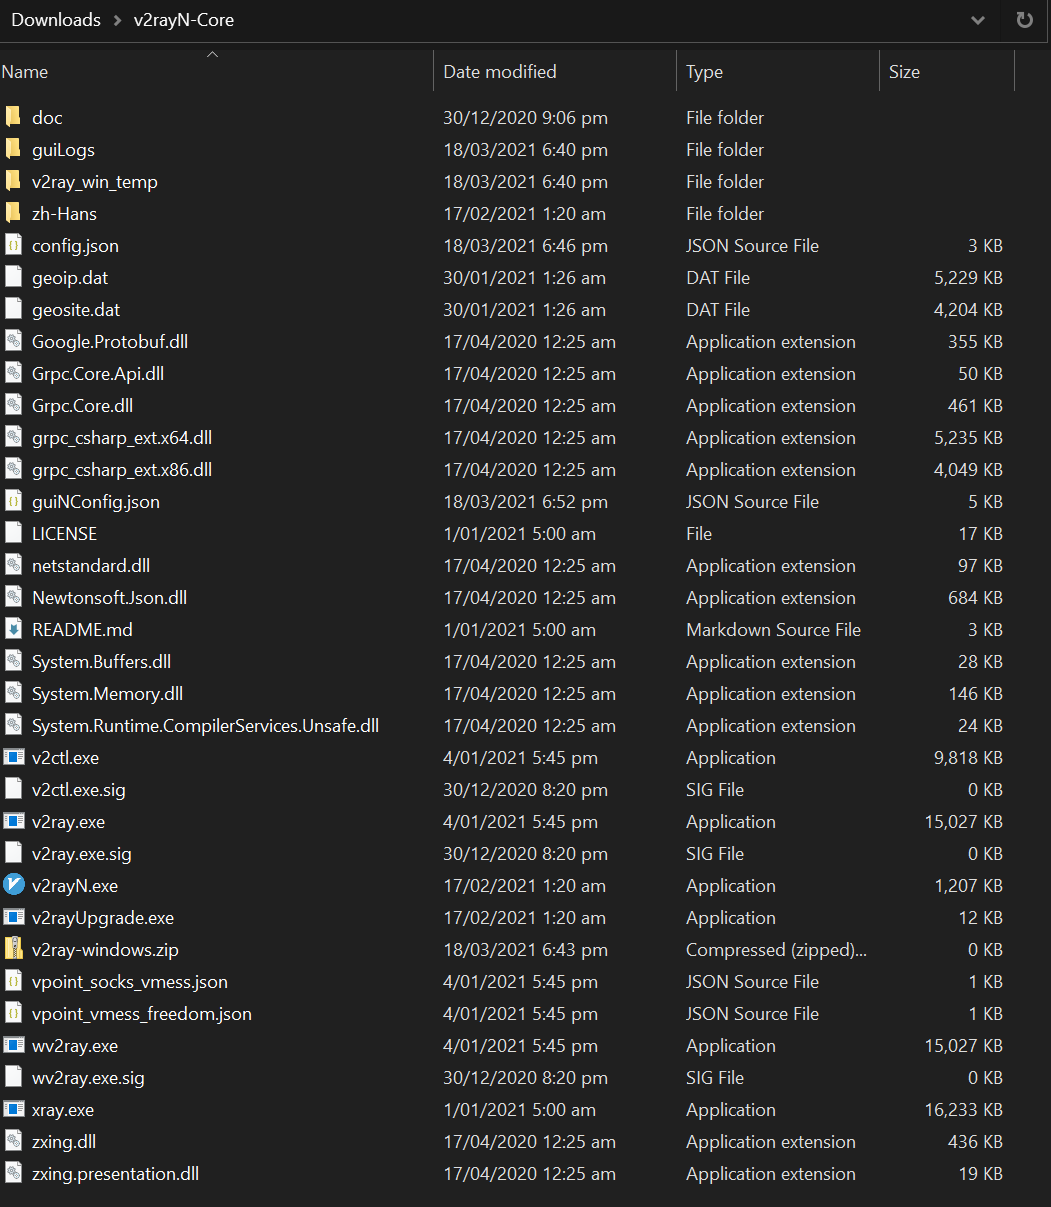 Downloads > v2rayN-Core
Name Date modified Type Size
doc 30/12/2020 9:06 pm File folder
guiLogs 18/03/2021 6:40 pm File folder
v2ray_win_temp 18/03/2021 6:40 pm File folder
zh-Hans 17/02/2021 1:20 am File folder
config.json 18/03/2021 6:46 pm JSON Source File 3 KB
geoip.dat 30/01/2021 1:26 am DAT File 5,229 KB
geosite.dat 30/01/2021 1:26 am DAT File 4,204 KB
Google.Protobuf.dll 17/04/2020 12:25 am Application extension 355 KB
Grpc.Core.Api.dll 17/04/2020 12:25 am Application extension 50 KB
Grpc.Core.dll 17/04/2020 12:25 am Application extension 461 KB
grpc_csharp_ext.x64.dll 17/04/2020 12:25 am Application extension 5,235 KB
grpc_csharp_ext.x86.dll 17/04/2020 12:25 am Application extension 4,049 KB
guiNConfig.json 18/03/2021 6:52 pm JSON Source File 5 KB
LICENSE 1/01/2021 5:00 am File 17 KB
netstandard.dll 17/04/2020 12:25 am Application extension 97 KB
Newtonsoft.Json.dll 17/04/2020 12:25 am Application extension 684 KB
README.md 1/01/2021 5:00 am Markdown Source File 3 KB
System.Buffers.dll 17/04/2020 12:25 am Application extension 28 KB
System.Memory.dll 17/04/2020 12:25 am Application extension 146 KB
System.Runtime.CompilerServices.Unsafe.dll 17/04/2020 12:25 am Application extension 24 KB
v2ctl.exe 4/01/2021 5:45 pm Application 9,818 KB
v2ctl.exe.sig 30/12/2020 8:20 pm SIG File 0 KB
v2ray.exe 4/01/2021 5:45 pm Application 15,027 KB
v2ray.exe.sig 30/12/2020 8:20 pm SIG File 0 KB
v2rayN.exe 17/02/2021 1:20 am Application 1,207 KB
v2rayUpgrade.exe 17/02/2021 1:20 am Application 12 KB
v2ray-windows.zip 18/03/2021 6:43 pm Compressed (zipped)... 0 KB
vpoint_socks_vmess.json 4/01/2021 5:45 pm JSON Source File 1 KB
vpoint_vmess_freedom.json 4/01/2021 5:45 pm JSON Source File 1 KB
wv2ray.exe 4/01/2021 5:45 pm Application 15,027 KB
wv2ray.exe.sig 30/12/2020 8:20 pm SIG File 0 KB
xray.exe 1/01/2021 5:00 am Application 16,233 KB
zxing.dll 17/04/2020 12:25 am Application extension 436 KB
zxing.presentation.dll 17/04/2020 12:25 am Application extension 19 KB